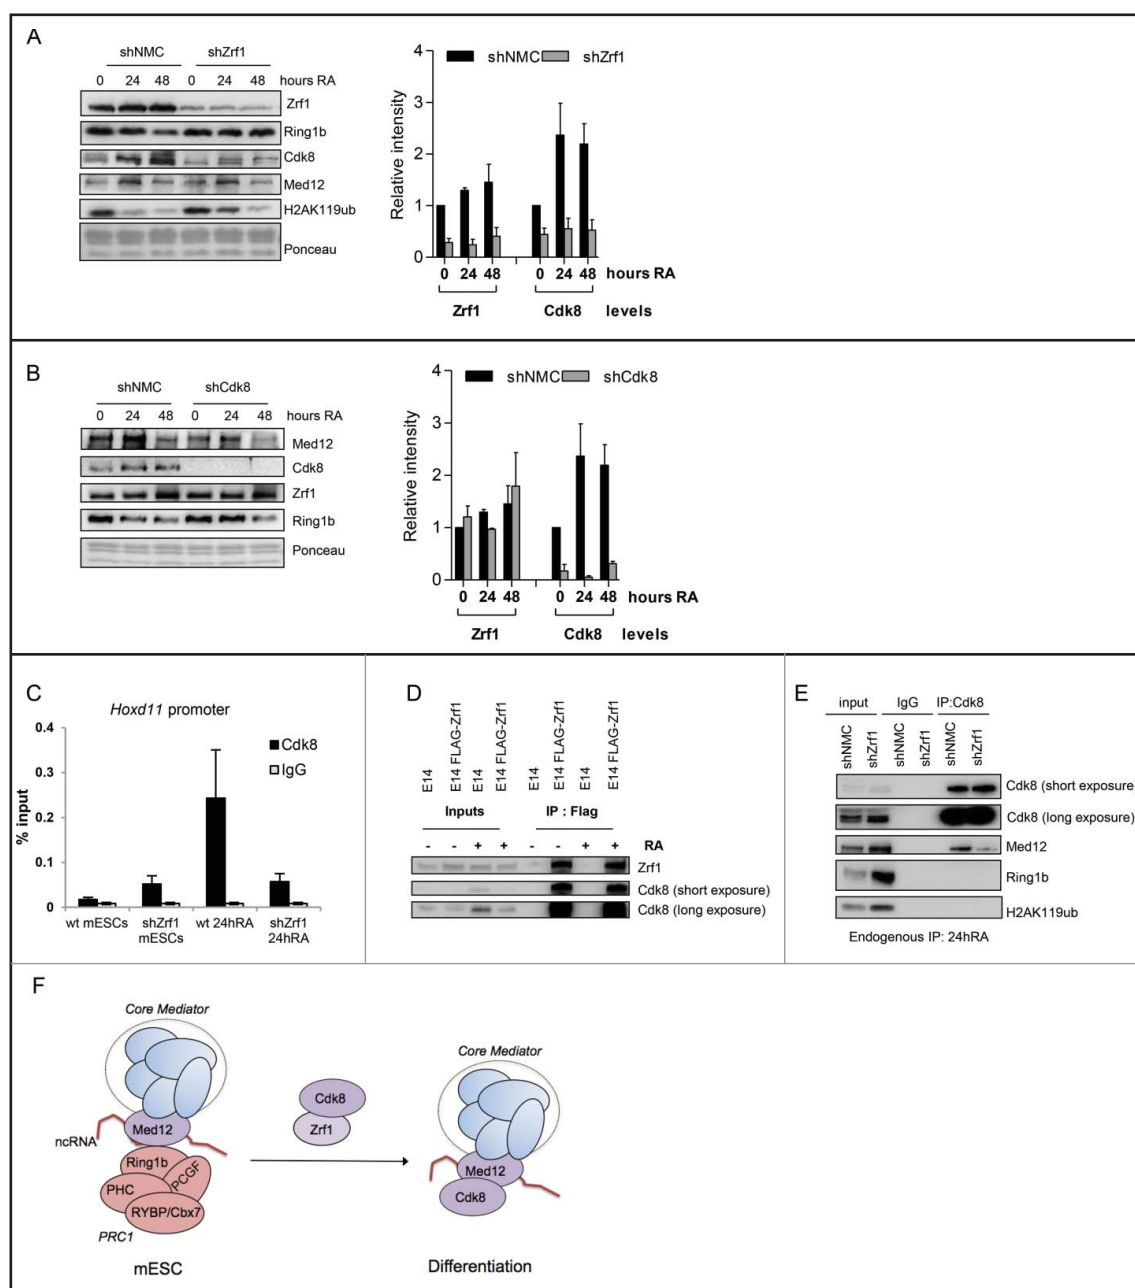 A
shNMC shZrf1
0 24 48 0 24 48 hours RA
Zrf1
Ring1b
Cdk8
Med12
H2AK119ub
Ponceau
4
3
2
1
0
Relative intensity
shNMC shZrf1
0 24 48 0 24 48 hours RA
Zrf1 Cdk8 levels
B
shNMC shCdk8
0 24 48 0 24 48 hours RA
Med12
Cdk8
Zrf1
Ring1b
Ponceau
4
3
2
1
0
Relative intensity
shNMC shCdk8
0 24 48 0 24 48 hours RA
Zrf1 Cdk8 levels
C
Hoxd11 promoter
% input
0.4
0.3
0.2
0.1
0
Cdk8
IgG
wt mESCs shZrf1 wt 24hRA shZrf1
mESCs 24hRA
D
E14 E14 FLAG-Zrf1 E14 E14 FLAG-Zrf1 E14 E14 FLAG-Zrf1 E14 E14 FLAG-Zrf1
Inputs IP : Flag
- - + + - - + + RA
Zrf1
Cdk8 (short exposure)
Cdk8 (long exposure)
E
input IgG IP:Cdk8
shNMC shZrf1 shNMC shZrf1 shNMC shZrf1
Cdk8 (short exposure
Cdk8 (long exposure)
Med12
Ring1b
H2AK119ub
Endogenous IP: 24hRA
F
Core Mediator
Med12
ncRNA
Ring1b
PCGF
PHC
RYBP/Cbx7
PRC1
mESC
Cdk8
Zrf1
Core Mediator
Med12
Cdk8
Differentiation